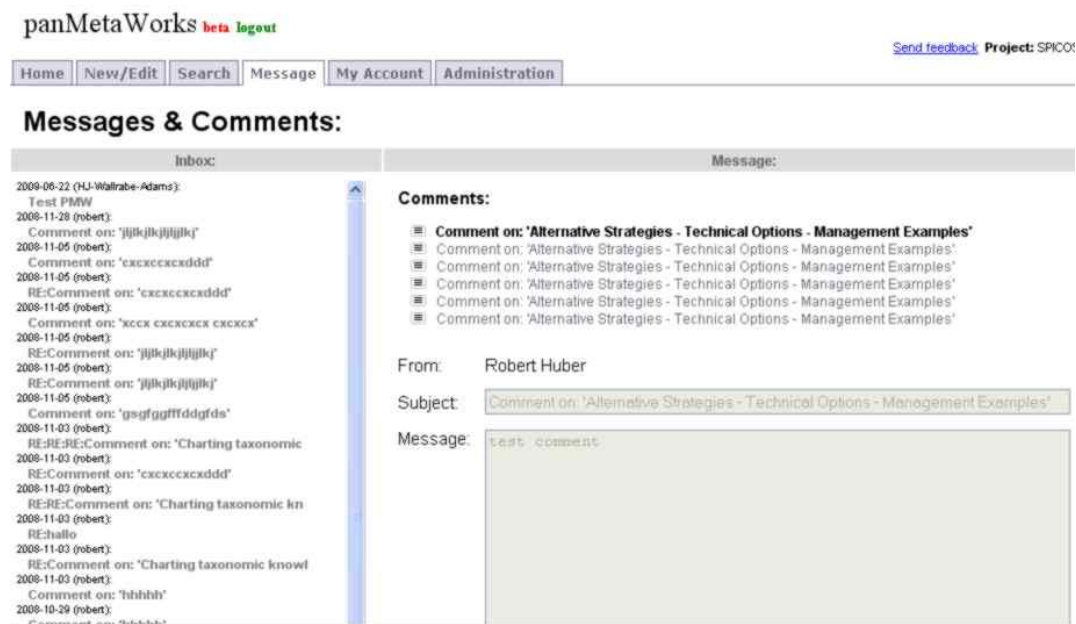 panMetaWorks beta logout
Send feedback Project: SPICOS
Home New/Edit Search Message My Account Administration
Messages & Comments:
Inbox:
2009-06-22 (HJ-Wallrabe-Adams):
Test PMW
2008-11-28 (robert):
Comment on: 'jljlkjlkjljljjlkj'
2008-11-05 (robert):
Comment on: 'cxcxccxcxddd'
2008-11-05 (robert):
RE:Comment on: 'cxcxccxcxddd'
2008-11-05 (robert):
Comment on: 'xccx cxcxcxcx cxcxcx'
2008-11-05 (robert):
RE:Comment on: 'jljlkjlkjljljjlkj'
2008-11-05 (robert):
RE:Comment on: 'jljlkjlkjljljjlkj'
2008-11-05 (robert):
Comment on: 'gsgfggfffddgfds'
2008-11-03 (robert):
RE:RE:RE:Comment on: 'Charting taxonomic
2008-11-03 (robert):
RE:Comment on: 'cxcxccxcxddd'
2008-11-03 (robert):
RE:RE:Comment on: 'Charting taxonomic kn
2008-11-03 (robert):
RE:hallo
2008-11-03 (robert):
RE:Comment on: 'Charting taxonomic knowl
2008-11-03 (robert):
Comment on: 'hhhhh'
2008-10-29 (robert):
Comment on: 'hhhhh'
Message:
Comments:
Comment on: 'Alternative Strategies - Technical Options - Management Examples'
Comment on: 'Alternative Strategies - Technical Options - Management Examples'
Comment on: 'Alternative Strategies - Technical Options - Management Examples'
Comment on: 'Alternative Strategies - Technical Options - Management Examples'
Comment on: 'Alternative Strategies - Technical Options - Management Examples'
Comment on: 'Alternative Strategies - Technical Options - Management Examples'
From: Robert Huber
Subject: Comment on: 'Alternative Strategies - Technical Options - Management Examples'
Message: test comment